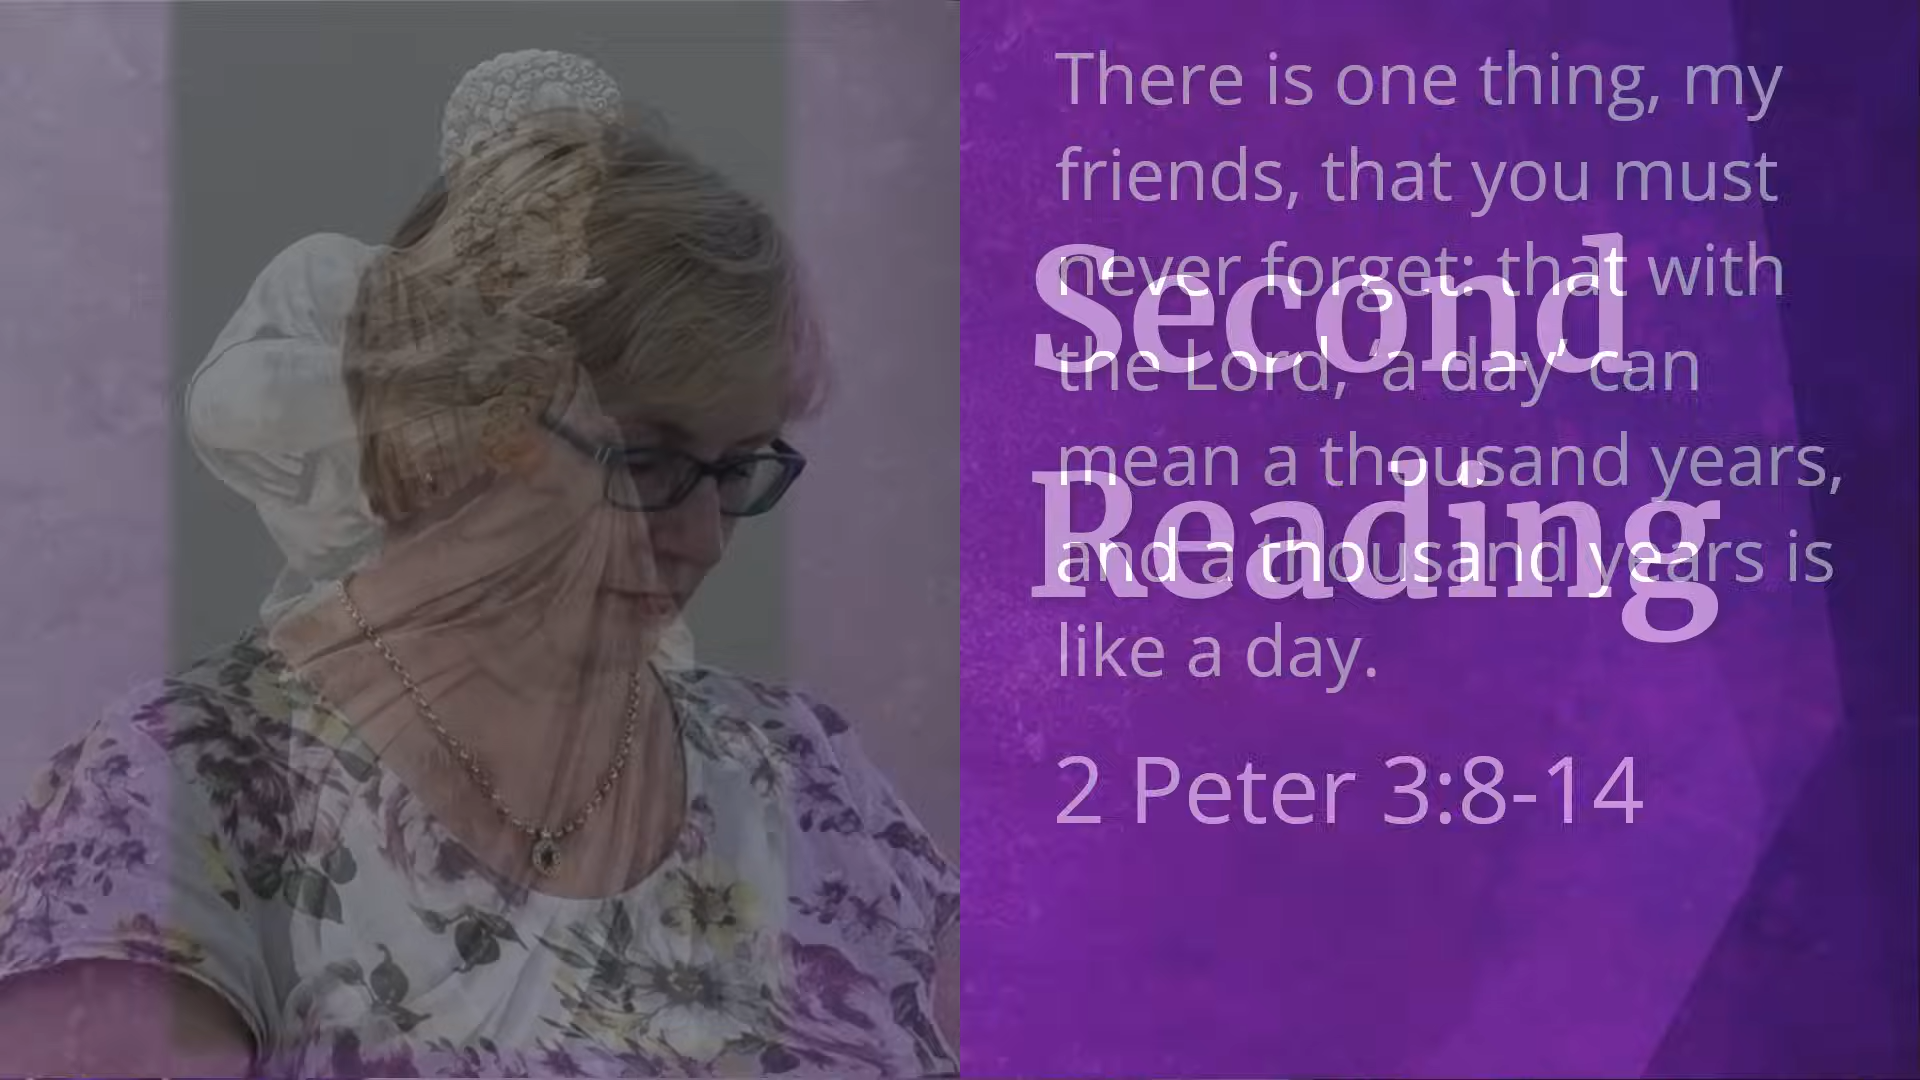 Second
Reading
There is one thing, my
friends, that you must
never forget: that with
the Lord, ‘a day’ can
mean a thousand years,
and a thousand years is
like a day.
2 Peter 3:8-14